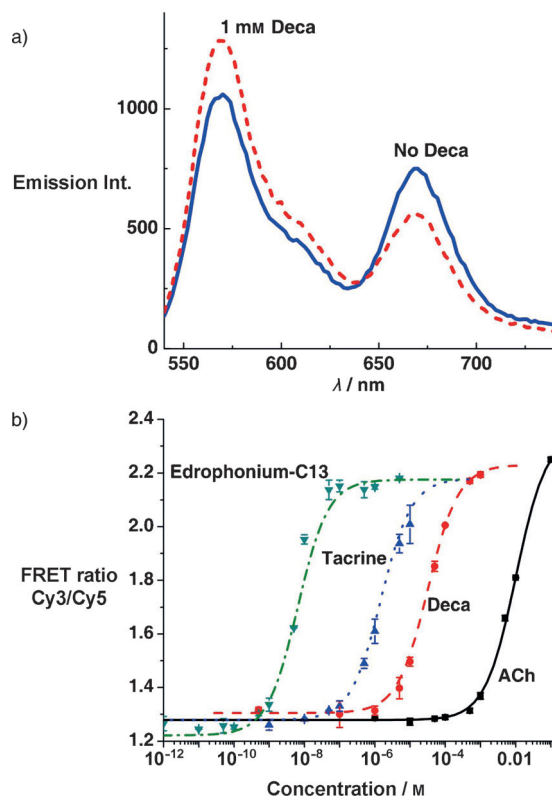 a)
1 mM Deca
1000
No Deca
Emission Int.
500
0
550
600
650
700
λ / nm
b)
2.4
Edrophonium-C13
2.2
2.0
Tacrine
FRET ratio
Cy3/Cy5
1.8
Deca
1.6
1.4
ACh
1.2
10⁻¹² 10⁻¹⁰ 10⁻⁸ 10⁻⁶ 10⁻⁴ 0.01
Concentration / M